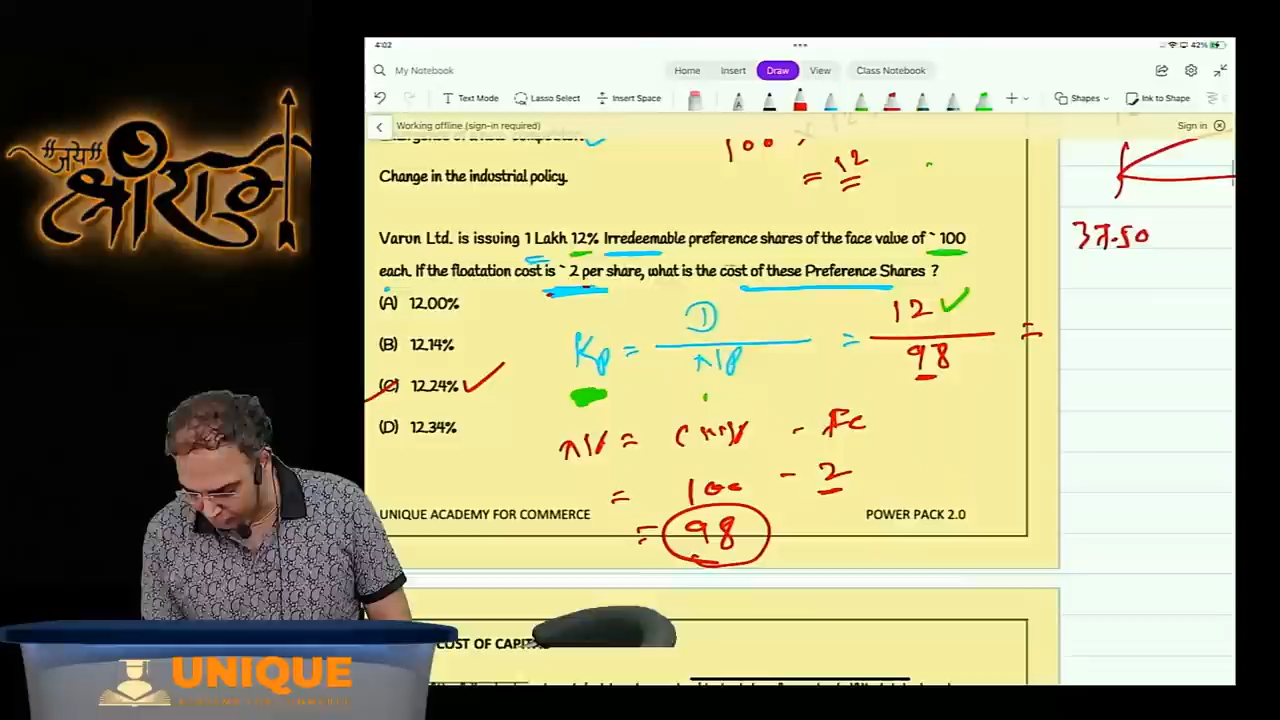 4:02
42%
My Notebook
Home Insert Draw View Class Notebook
Text Mode Lasso Select Insert Space Shapes Ink to Shape
Working offline (sign-in required) Sign in
100 × 12
= 12
Change in the industrial policy.
Varun Ltd. is issuing 1 Lakh 12% Irredeemable preference shares of the face value of ` 100
each. If the floatation cost is ` 2 per share, what is the cost of these Preference Shares ?
(A) 12.00%
(B) 12.14%
(C) 12.24%
(D) 12.34%
Kp = D / NP = 12 / 98 =
= 100 - 2
= 98
37.50
UNIQUE ACADEMY FOR COMMERCE POWER PACK 2.0
COST OF CAPITAL
"जय"
श्रीराम
UNIQUE
ACADEMY FOR COMMERCE